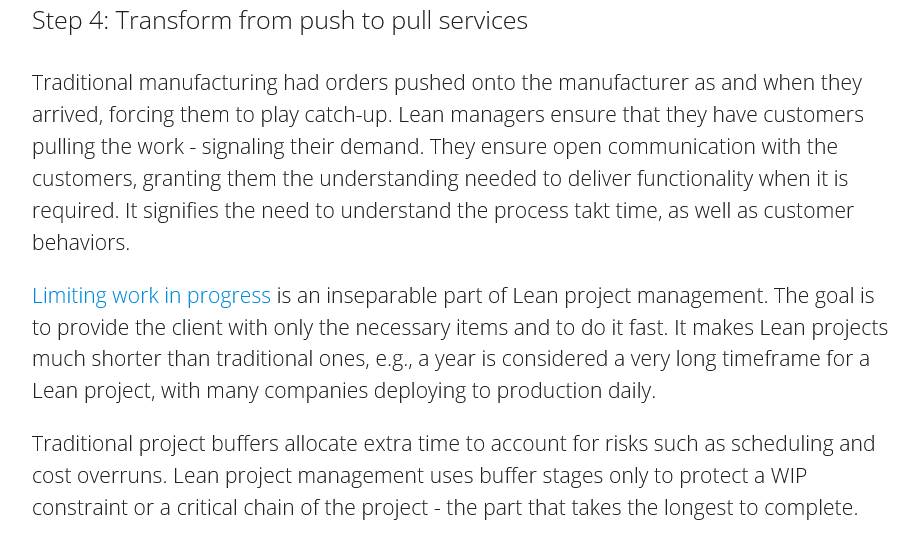 Step 4: Transform from push to pull services
Traditional manufacturing had orders pushed onto the manufacturer as and when they
arrived, forcing them to play catch-up. Lean managers ensure that they have customers
pulling the work - signaling their demand. They ensure open communication with the
customers, granting them the understanding needed to deliver functionality when it is
required. It signifies the need to understand the process takt time, as well as customer
behaviors.
Limiting work in progress is an inseparable part of Lean project management. The goal is
to provide the client with only the necessary items and to do it fast. It makes Lean projects
much shorter than traditional ones, e.g., a year is considered a very long timeframe for a
Lean project, with many companies deploying to production daily.
Traditional project buffers allocate extra time to account for risks such as scheduling and
cost overruns. Lean project management uses buffer stages only to protect a WIP
constraint or a critical chain of the project - the part that takes the longest to complete.